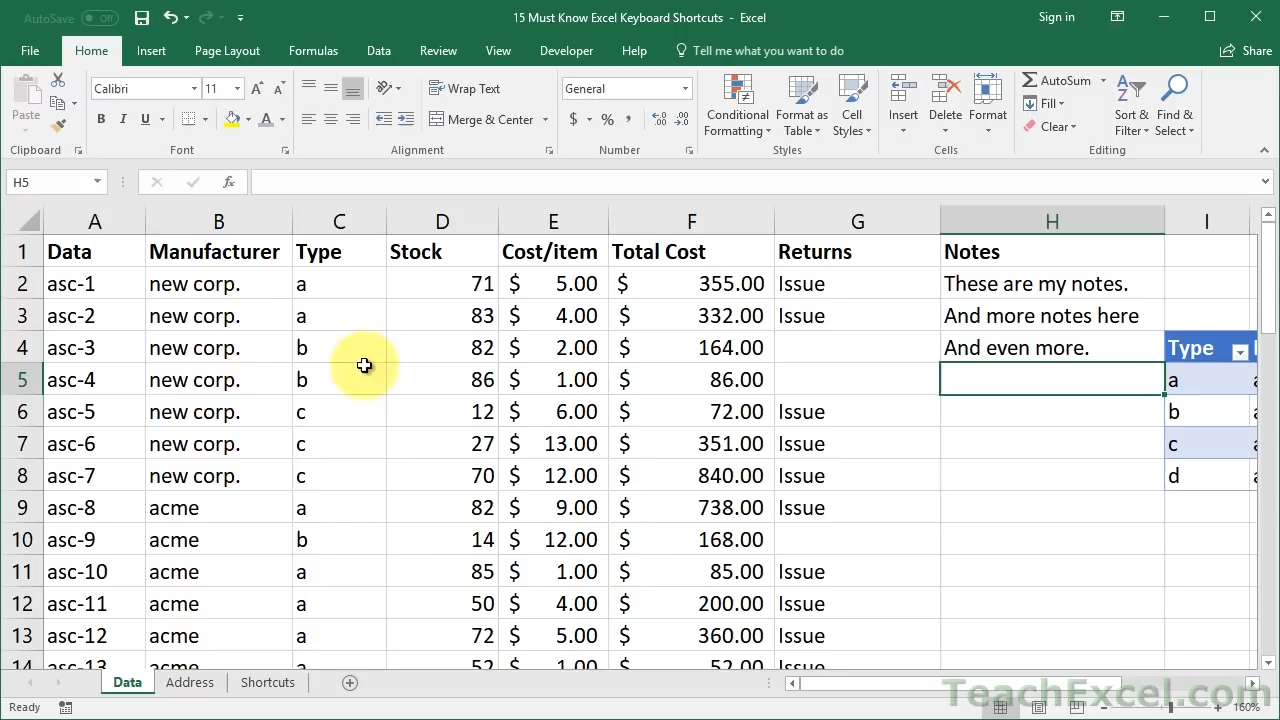 AutoSave Off 15 Must Know Excel Keyboard Shortcuts - Excel Sign in
File Home Insert Page Layout Formulas Data Review View Developer Help Tell me what you want to do Share
Paste
Clipboard
Calibri 11
B I U A
Font
Wrap Text
Merge & Center
Alignment
General
$ % ,
Number
Conditional Formatting
Format as Table
Cell Styles
Styles
Insert Delete Format
Cells
AutoSum
Fill
Clear
Sort & Filter
Find & Select
Editing
H5 fx
A B C D E F G H I
1 Data Manufacturer Type Stock Cost/item Total Cost Returns Notes
2 asc-1 new corp. a 71 $ 5.00 $ 355.00 Issue These are my notes.
3 asc-2 new corp. a 83 $ 4.00 $ 332.00 Issue And more notes here
4 asc-3 new corp. b 82 $ 2.00 $ 164.00 And even more. Type
5 asc-4 new corp. b 86 $ 1.00 $ 86.00 a
6 asc-5 new corp. c 12 $ 6.00 $ 72.00 Issue b
7 asc-6 new corp. c 27 $ 13.00 $ 351.00 Issue c
8 asc-7 new corp. c 70 $ 12.00 $ 840.00 Issue d
9 asc-8 acme a 82 $ 9.00 $ 738.00 Issue
10 asc-9 acme b 14 $ 12.00 $ 168.00
11 asc-10 acme a 85 $ 1.00 $ 85.00 Issue
12 asc-11 acme a 50 $ 4.00 $ 200.00 Issue
13 asc-12 acme a 72 $ 5.00 $ 360.00 Issue
14 asc-13 acme a 52 $ 1.00 $ 52.00 Issue
Data Address Shortcuts
TeachExcel.com
Ready 160%